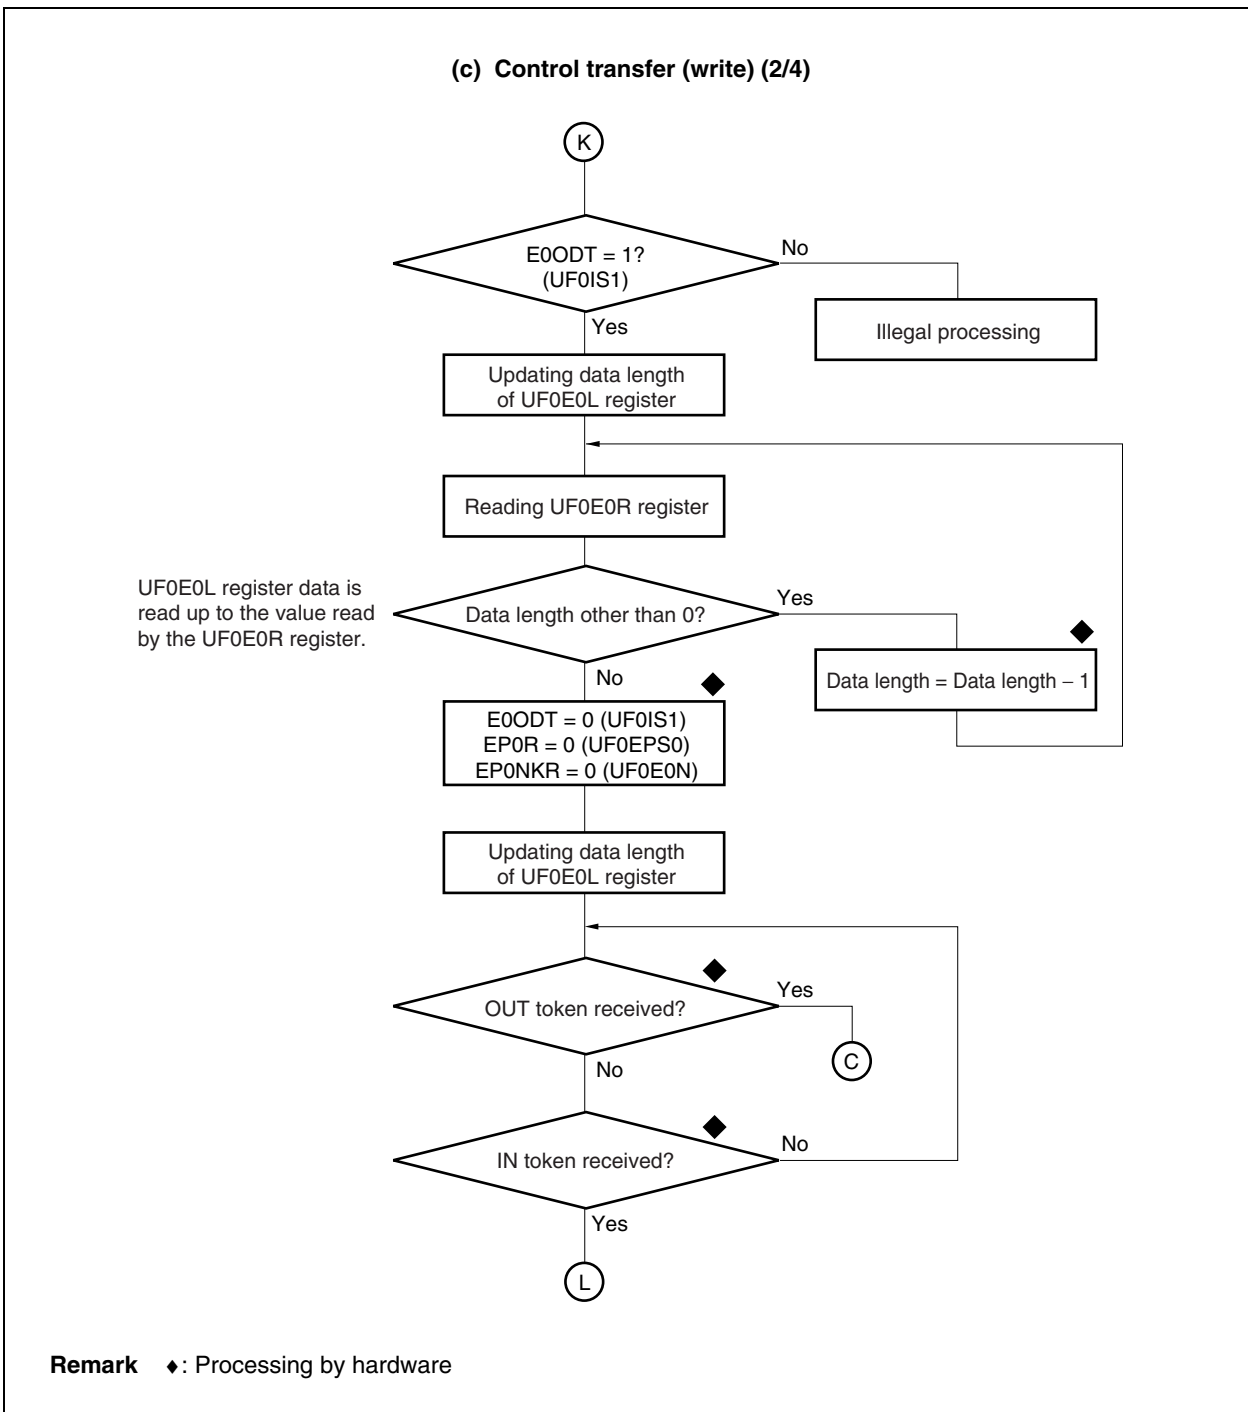 (c) Control transfer (write) (2/4)
K
E0ODT = 1?
(UF0IS1)
No
Illegal processing
Yes
Updating data length
of UF0E0L register
Reading UF0E0R register
UF0E0L register data is
read up to the value read
by the UF0E0R register.
Data length other than 0?
Yes
Data length = Data length − 1
No
E0ODT = 0 (UF0IS1)
EP0R = 0 (UF0EPS0)
EP0NKR = 0 (UF0E0N)
Updating data length
of UF0E0L register
OUT token received?
Yes
C
No
IN token received?
No
Yes
L
Remark ♦: Processing by hardware